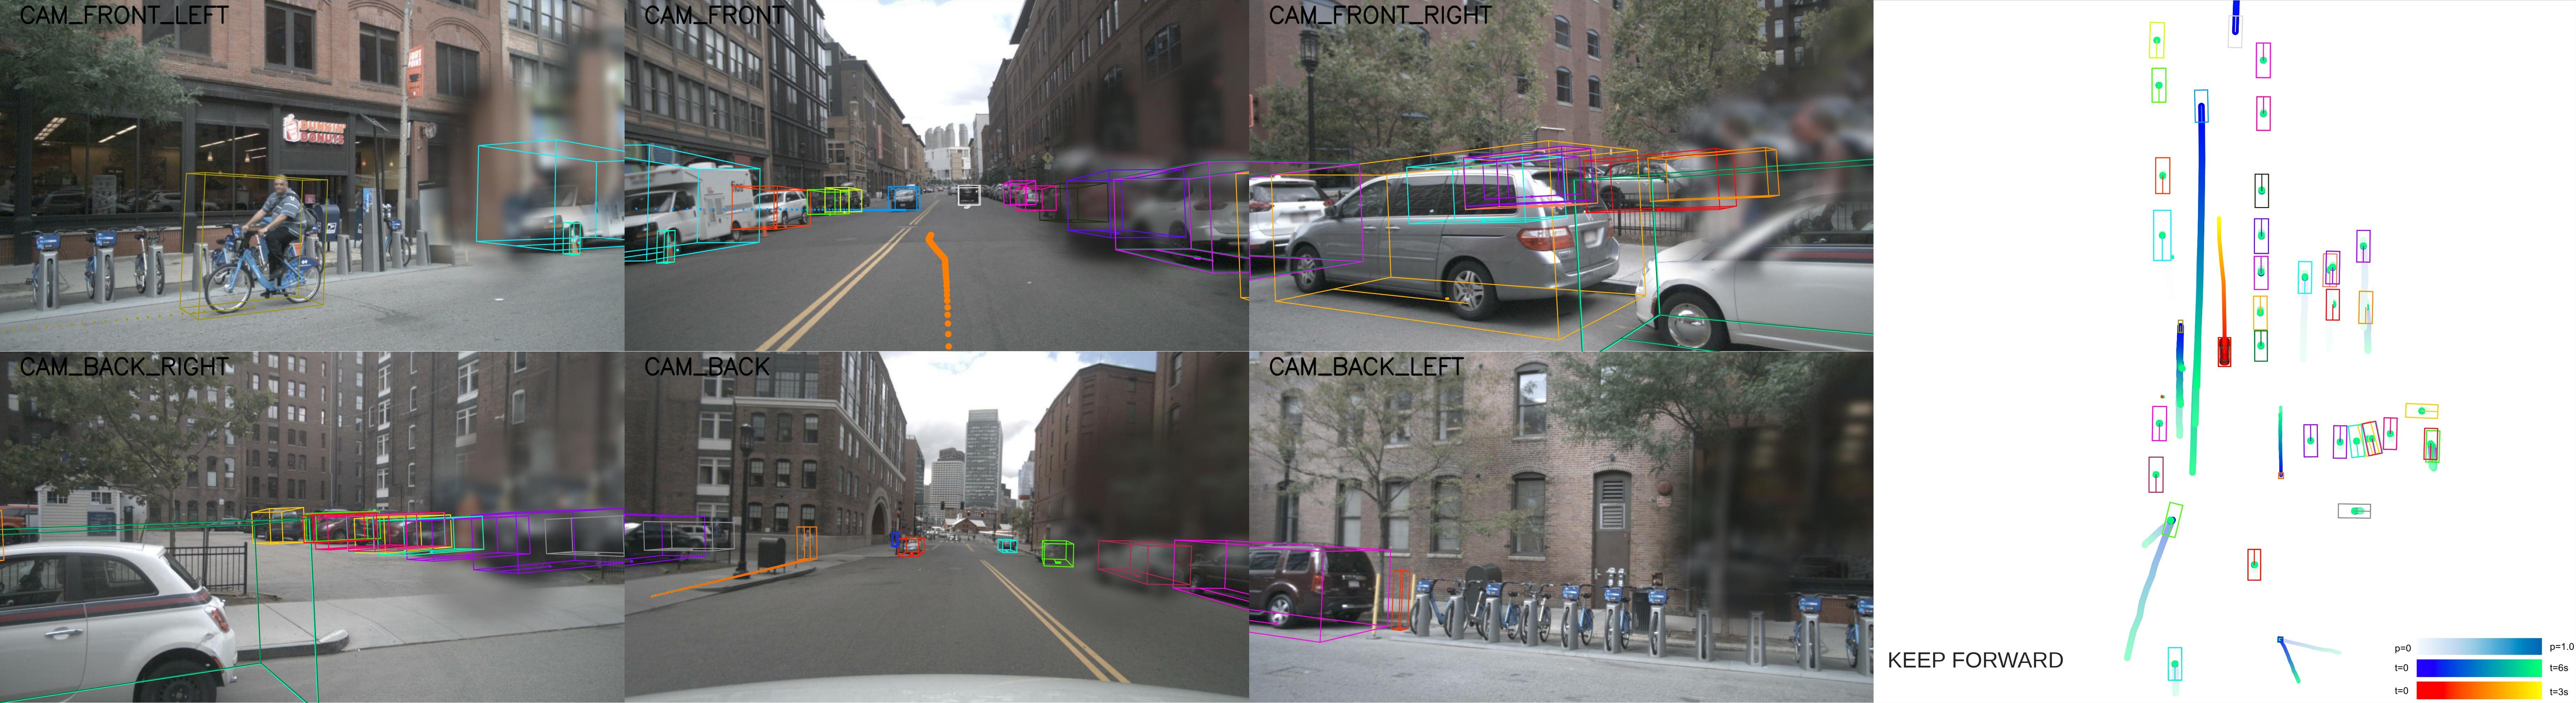 CAM_FRONT_LEFT
CAM_FRONT
CAM_FRONT_RIGHT
DUNKIN'
DONUTS
CAM_BACK_RIGHT
CAM_BACK
CAM_BACK_LEFT
KEEP FORWARD
p=0
p=1.0
t=0
t=6s
t=0
t=3s